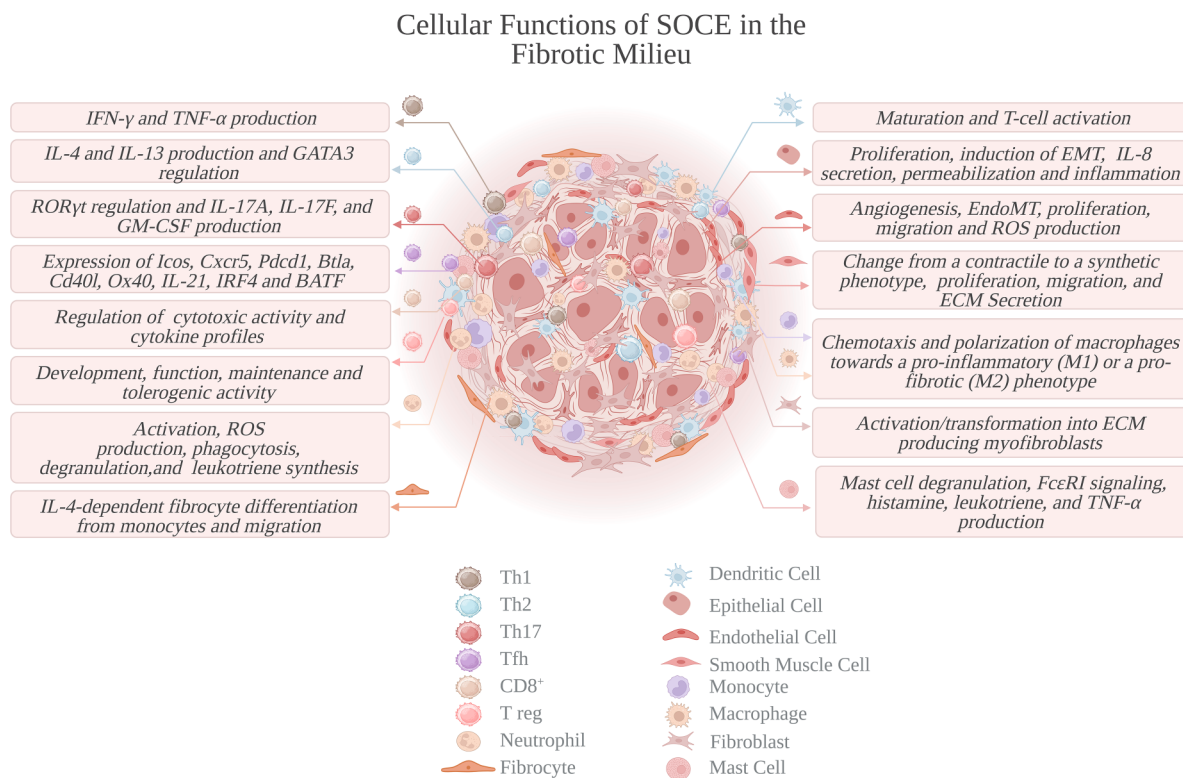 Cellular Functions of SOCE in the
Fibrotic Milieu
IFN-γ and TNF-α production
IL-4 and IL-13 production and GATA3
regulation
RORγt regulation and IL-17A, IL-17F, and
GM-CSF production
Expression of Icos, Cxcr5, Pdcd1, Btla,
Cd40l, Ox40, IL-21, IRF4 and BATF
Regulation of cytotoxic activity and
cytokine profiles
Development, function, maintenance and
tolerogenic activity
Activation, ROS
production, phagocytosis,
degranulation,and leukotriene synthesis
IL-4-dependent fibrocyte differentiation
from monocytes and migration
Maturation and T-cell activation
Proliferation, induction of EMT, IL-8
secretion, permeabilization and inflammation
Angiogenesis, EndoMT, proliferation,
migration and ROS production
Change from a contractile to a synthetic
phenotype, proliferation, migration, and
ECM Secretion
Chemotaxis and polarization of macrophages
towards a pro-inflammatory (M1) or a pro-
fibrotic (M2) phenotype
Activation/transformation into ECM
producing myofibroblasts
Mast cell degranulation, FcεRI signaling,
histamine, leukotriene, and TNF-α
production
Th1
Th2
Th17
Tfh
CD8⁺
T reg
Neutrophil
Fibrocyte
Dendritic Cell
Epithelial Cell
Endothelial Cell
Smooth Muscle Cell
Monocyte
Macrophage
Fibroblast
Mast Cell